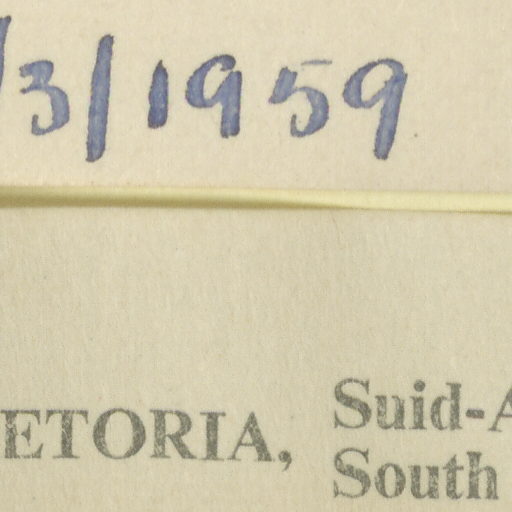 /3/1959
ETORIA, Suid-A
South